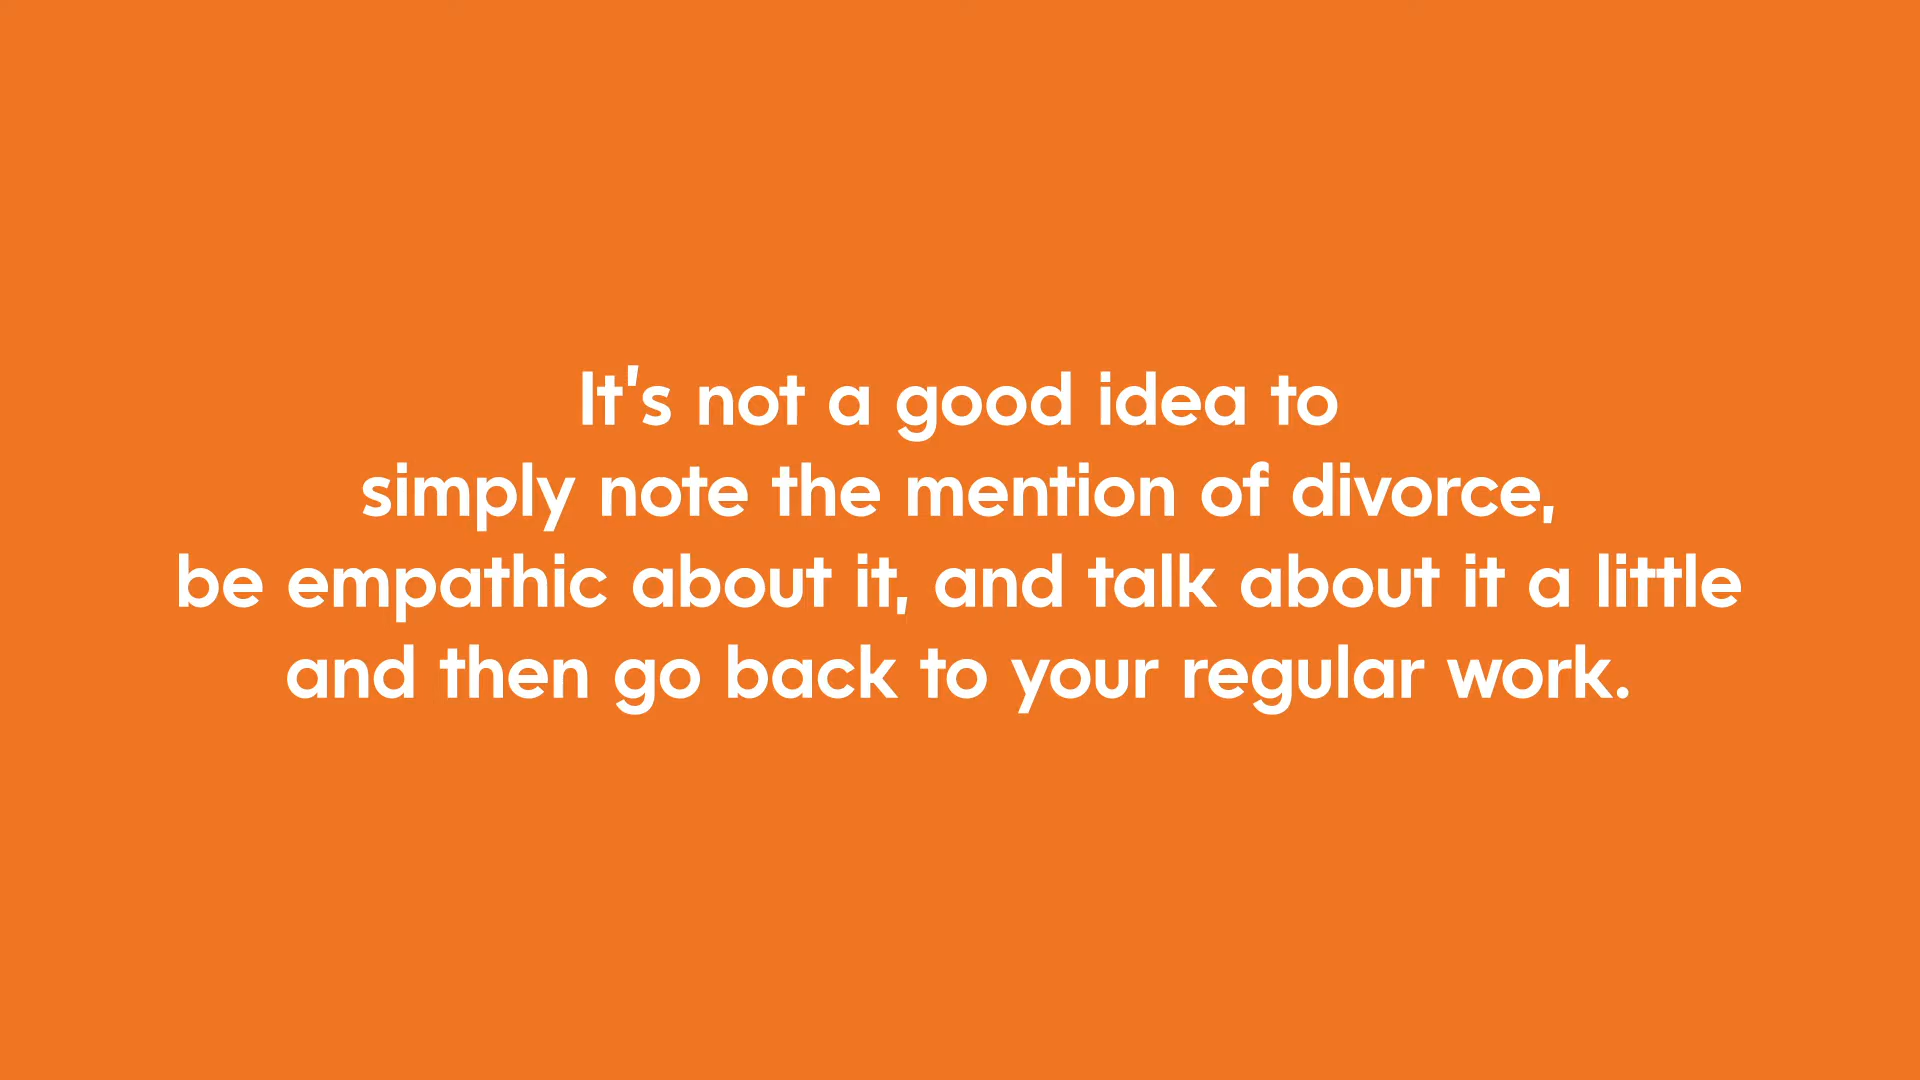 It's not a good idea to
simply note the mention of divorce,
be empathic about it, and talk about it a little
and then go back to your regular work.